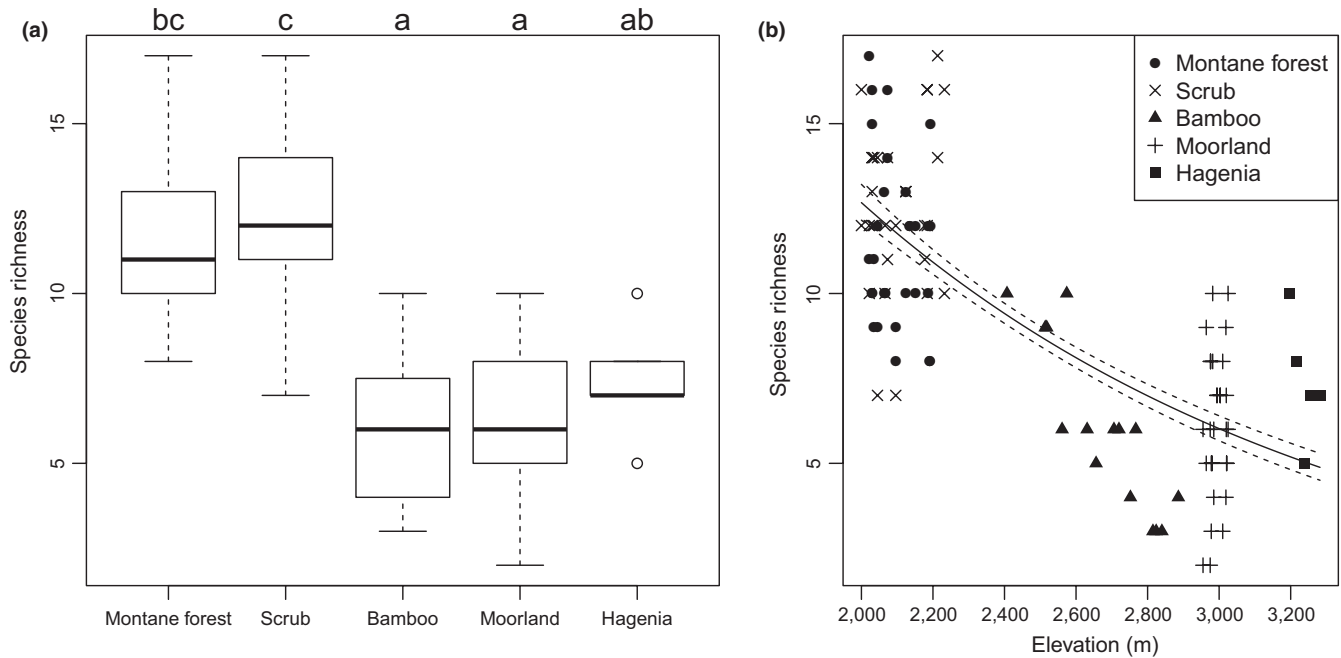 (a)
bc c a a ab
Species richness
15
10
5
Montane forest Scrub Bamboo Moorland Hagenia
(b)
Montane forest
Scrub
Bamboo
Moorland
Hagenia
Species richness
15
10
5
2,000 2,200 2,400 2,600 2,800 3,000 3,200
Elevation (m)